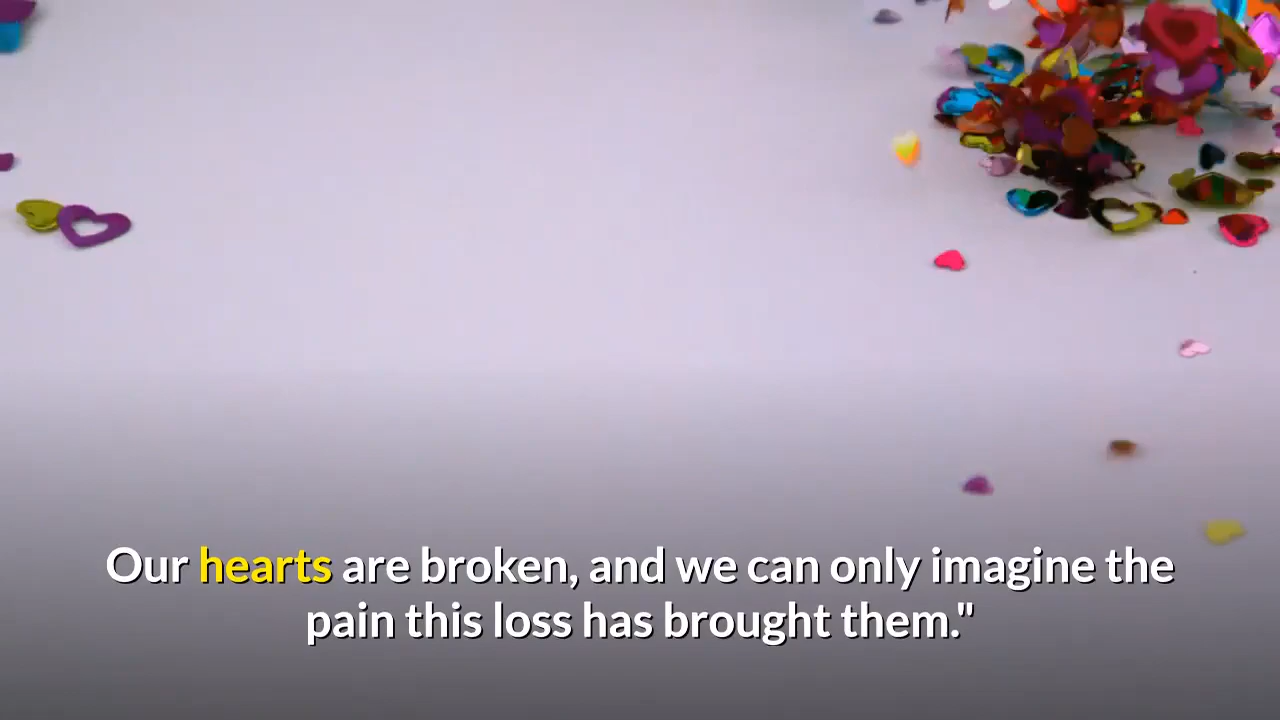 Our hearts are broken, and we can only imagine the
pain this loss has brought them."